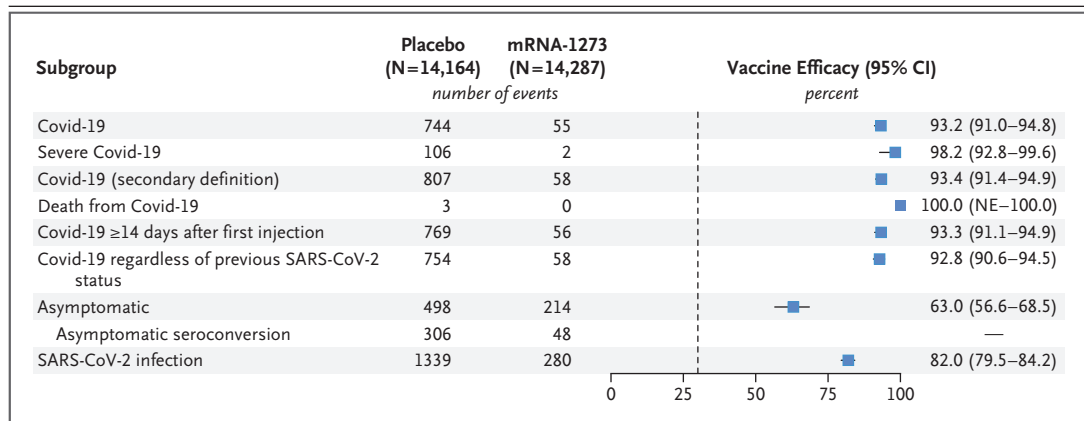 Subgroup Placebo (N=14,164) mRNA-1273 (N=14,287) Vaccine Efficacy (95% CI)
number of events percent
Covid-19 744 55 93.2 (91.0–94.8)
Severe Covid-19 106 2 98.2 (92.8–99.6)
Covid-19 (secondary definition) 807 58 93.4 (91.4–94.9)
Death from Covid-19 3 0 100.0 (NE–100.0)
Covid-19 ≥14 days after first injection 769 56 93.3 (91.1–94.9)
Covid-19 regardless of previous SARS-CoV-2 754 58 92.8 (90.6–94.5)
status
Asymptomatic 498 214 63.0 (56.6–68.5)
Asymptomatic seroconversion 306 48 —
SARS-CoV-2 infection 1339 280 82.0 (79.5–84.2)
0 25 50 75 100